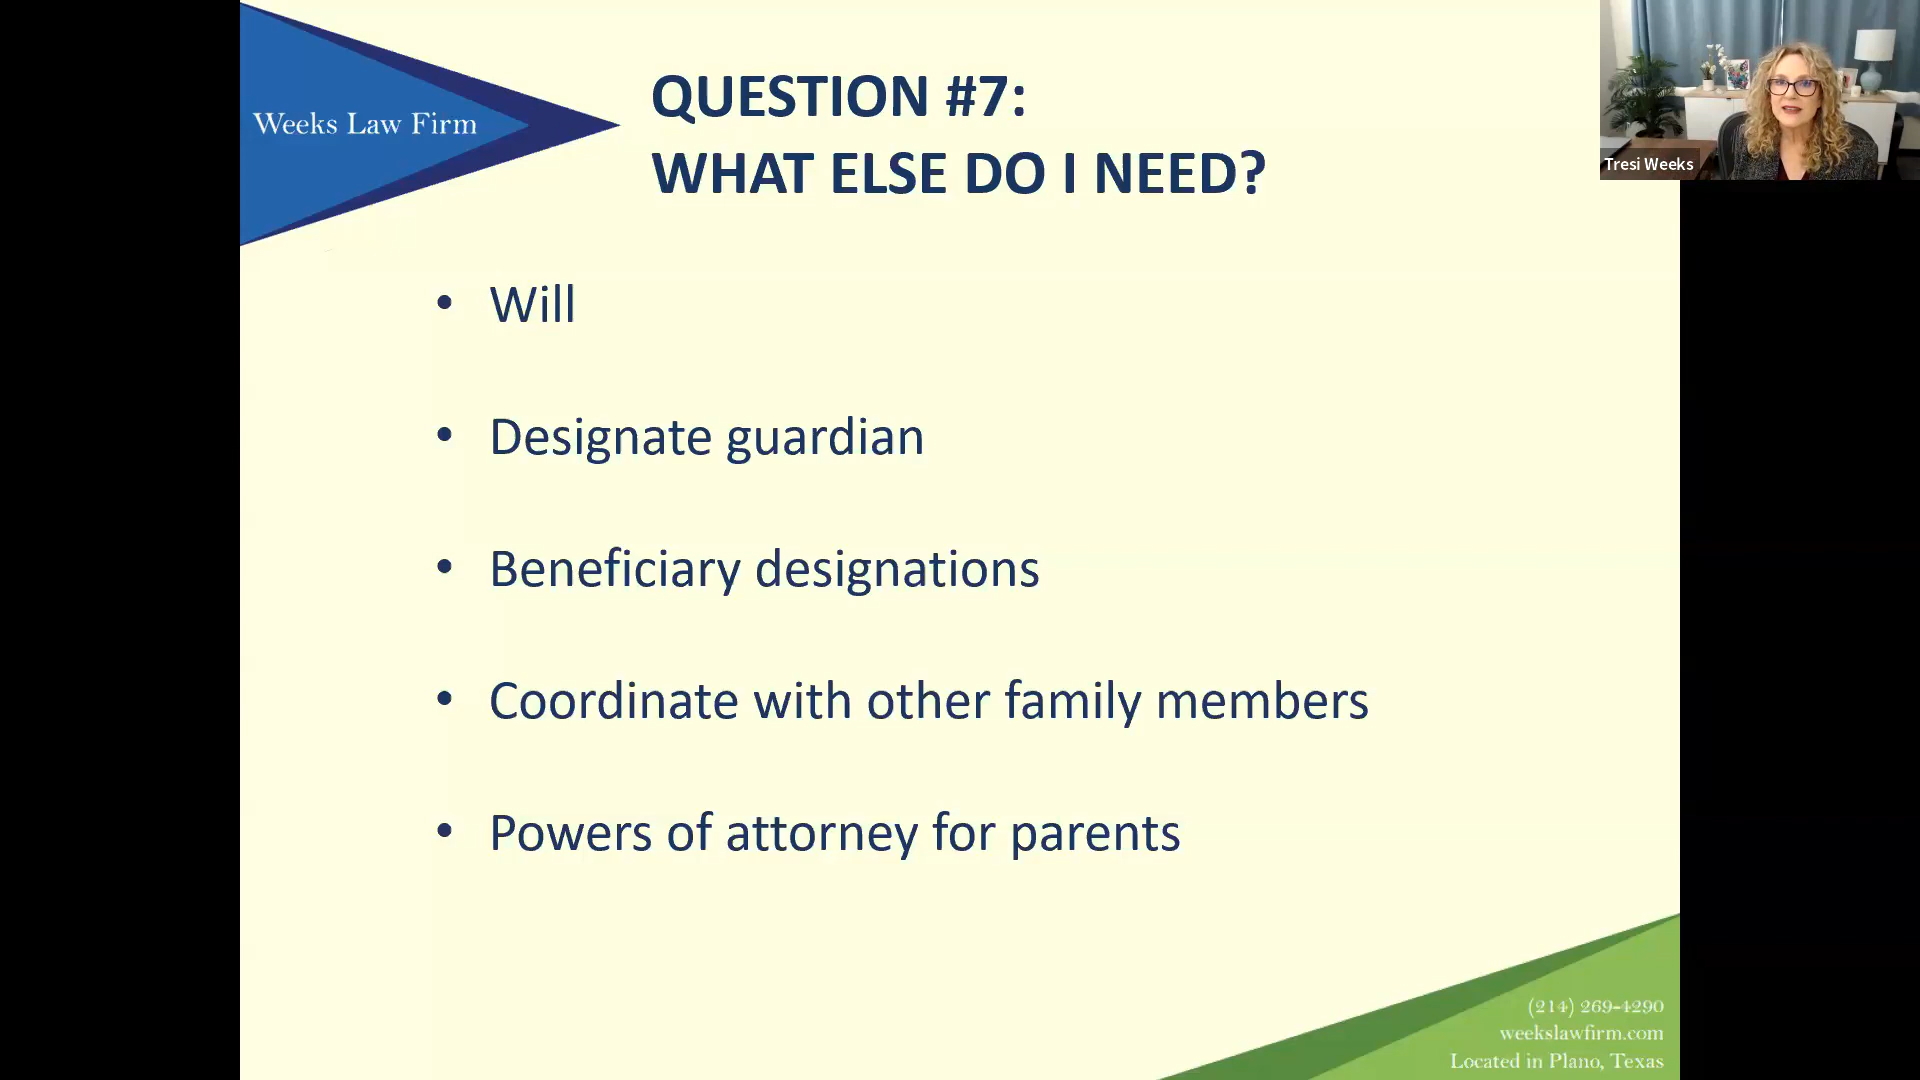 Weeks Law Firm
QUESTION #7:
WHAT ELSE DO I NEED?
Tresi Weeks
• Will
• Designate guardian
• Beneficiary designations
• Coordinate with other family members
• Powers of attorney for parents
(214) 269-4290
weekslawfirm.com
Located in Plano, Texas